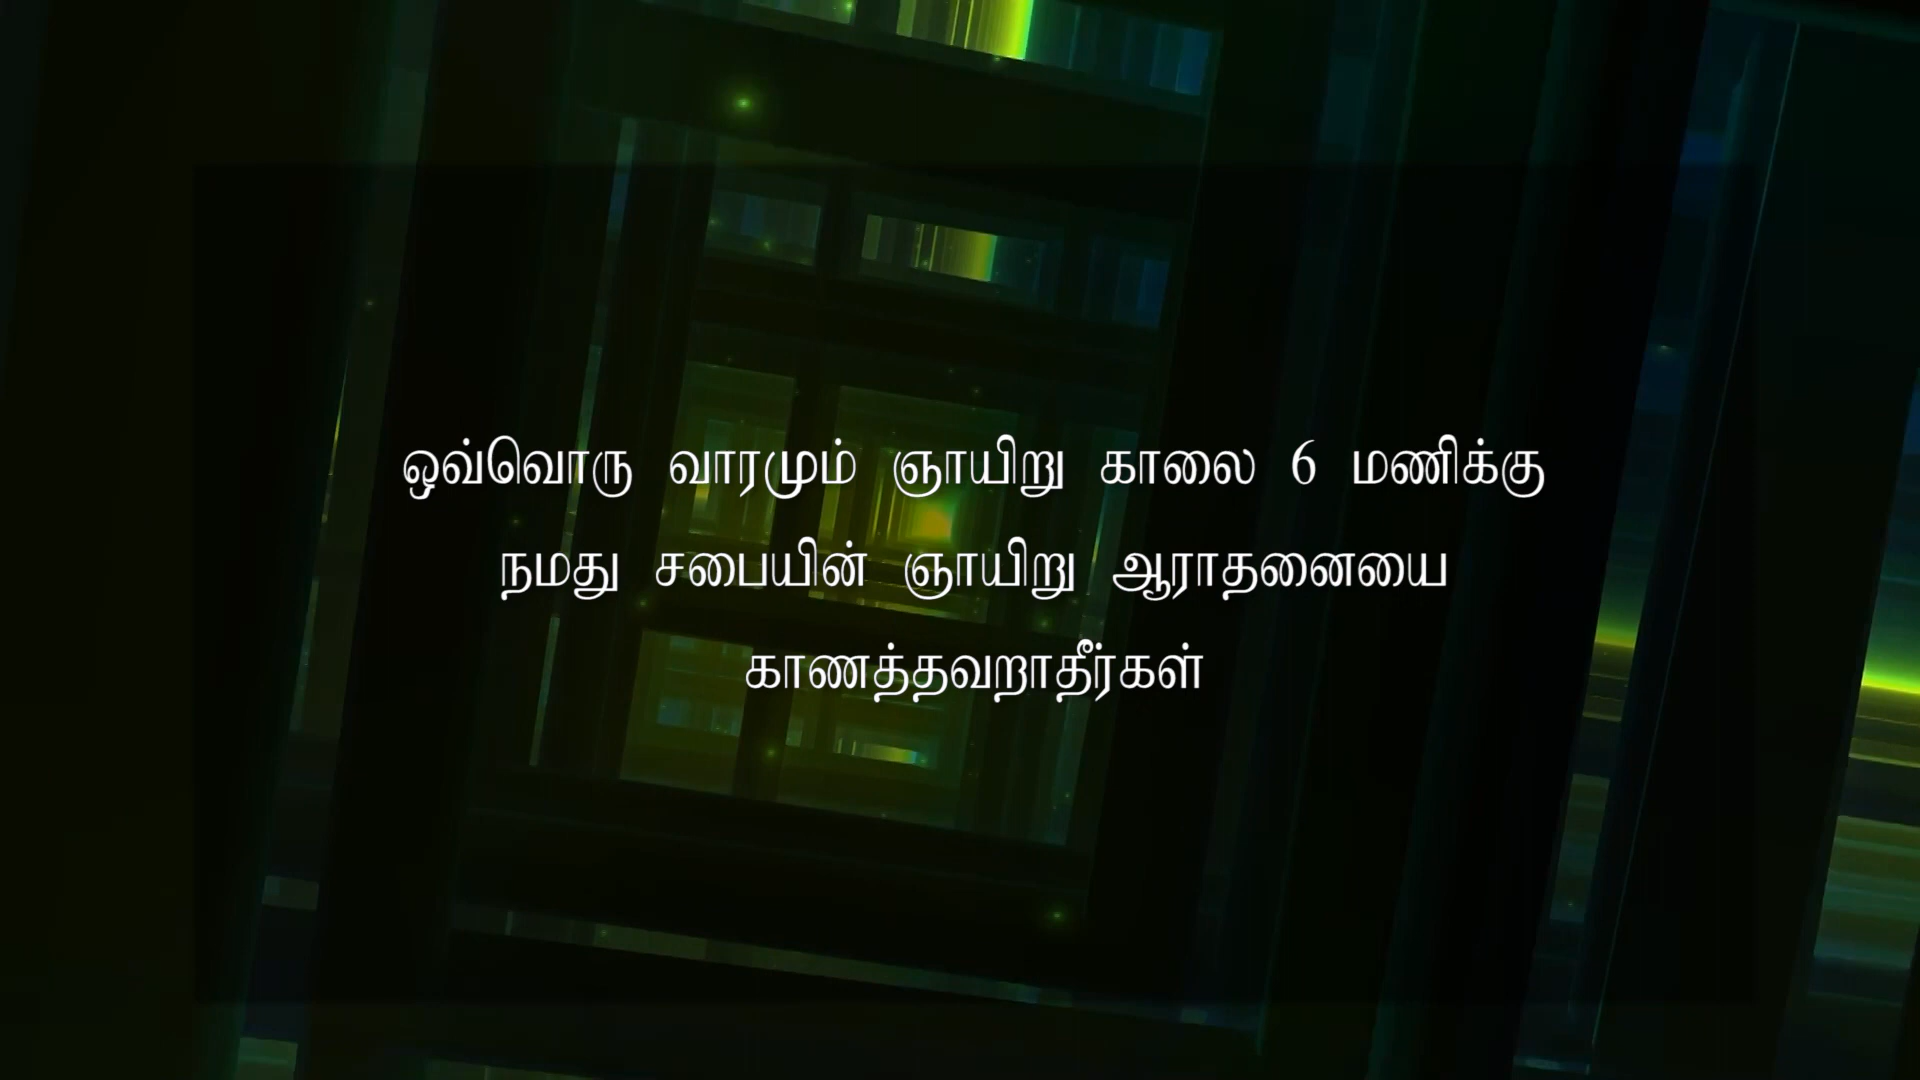 ஒவ்வொரு வாரமும் ஞாயிறு காலை 6 மணிக்கு
நமது சபையின் ஞாயிறு ஆராதனையை
காணத்தவறாதீர்கள்